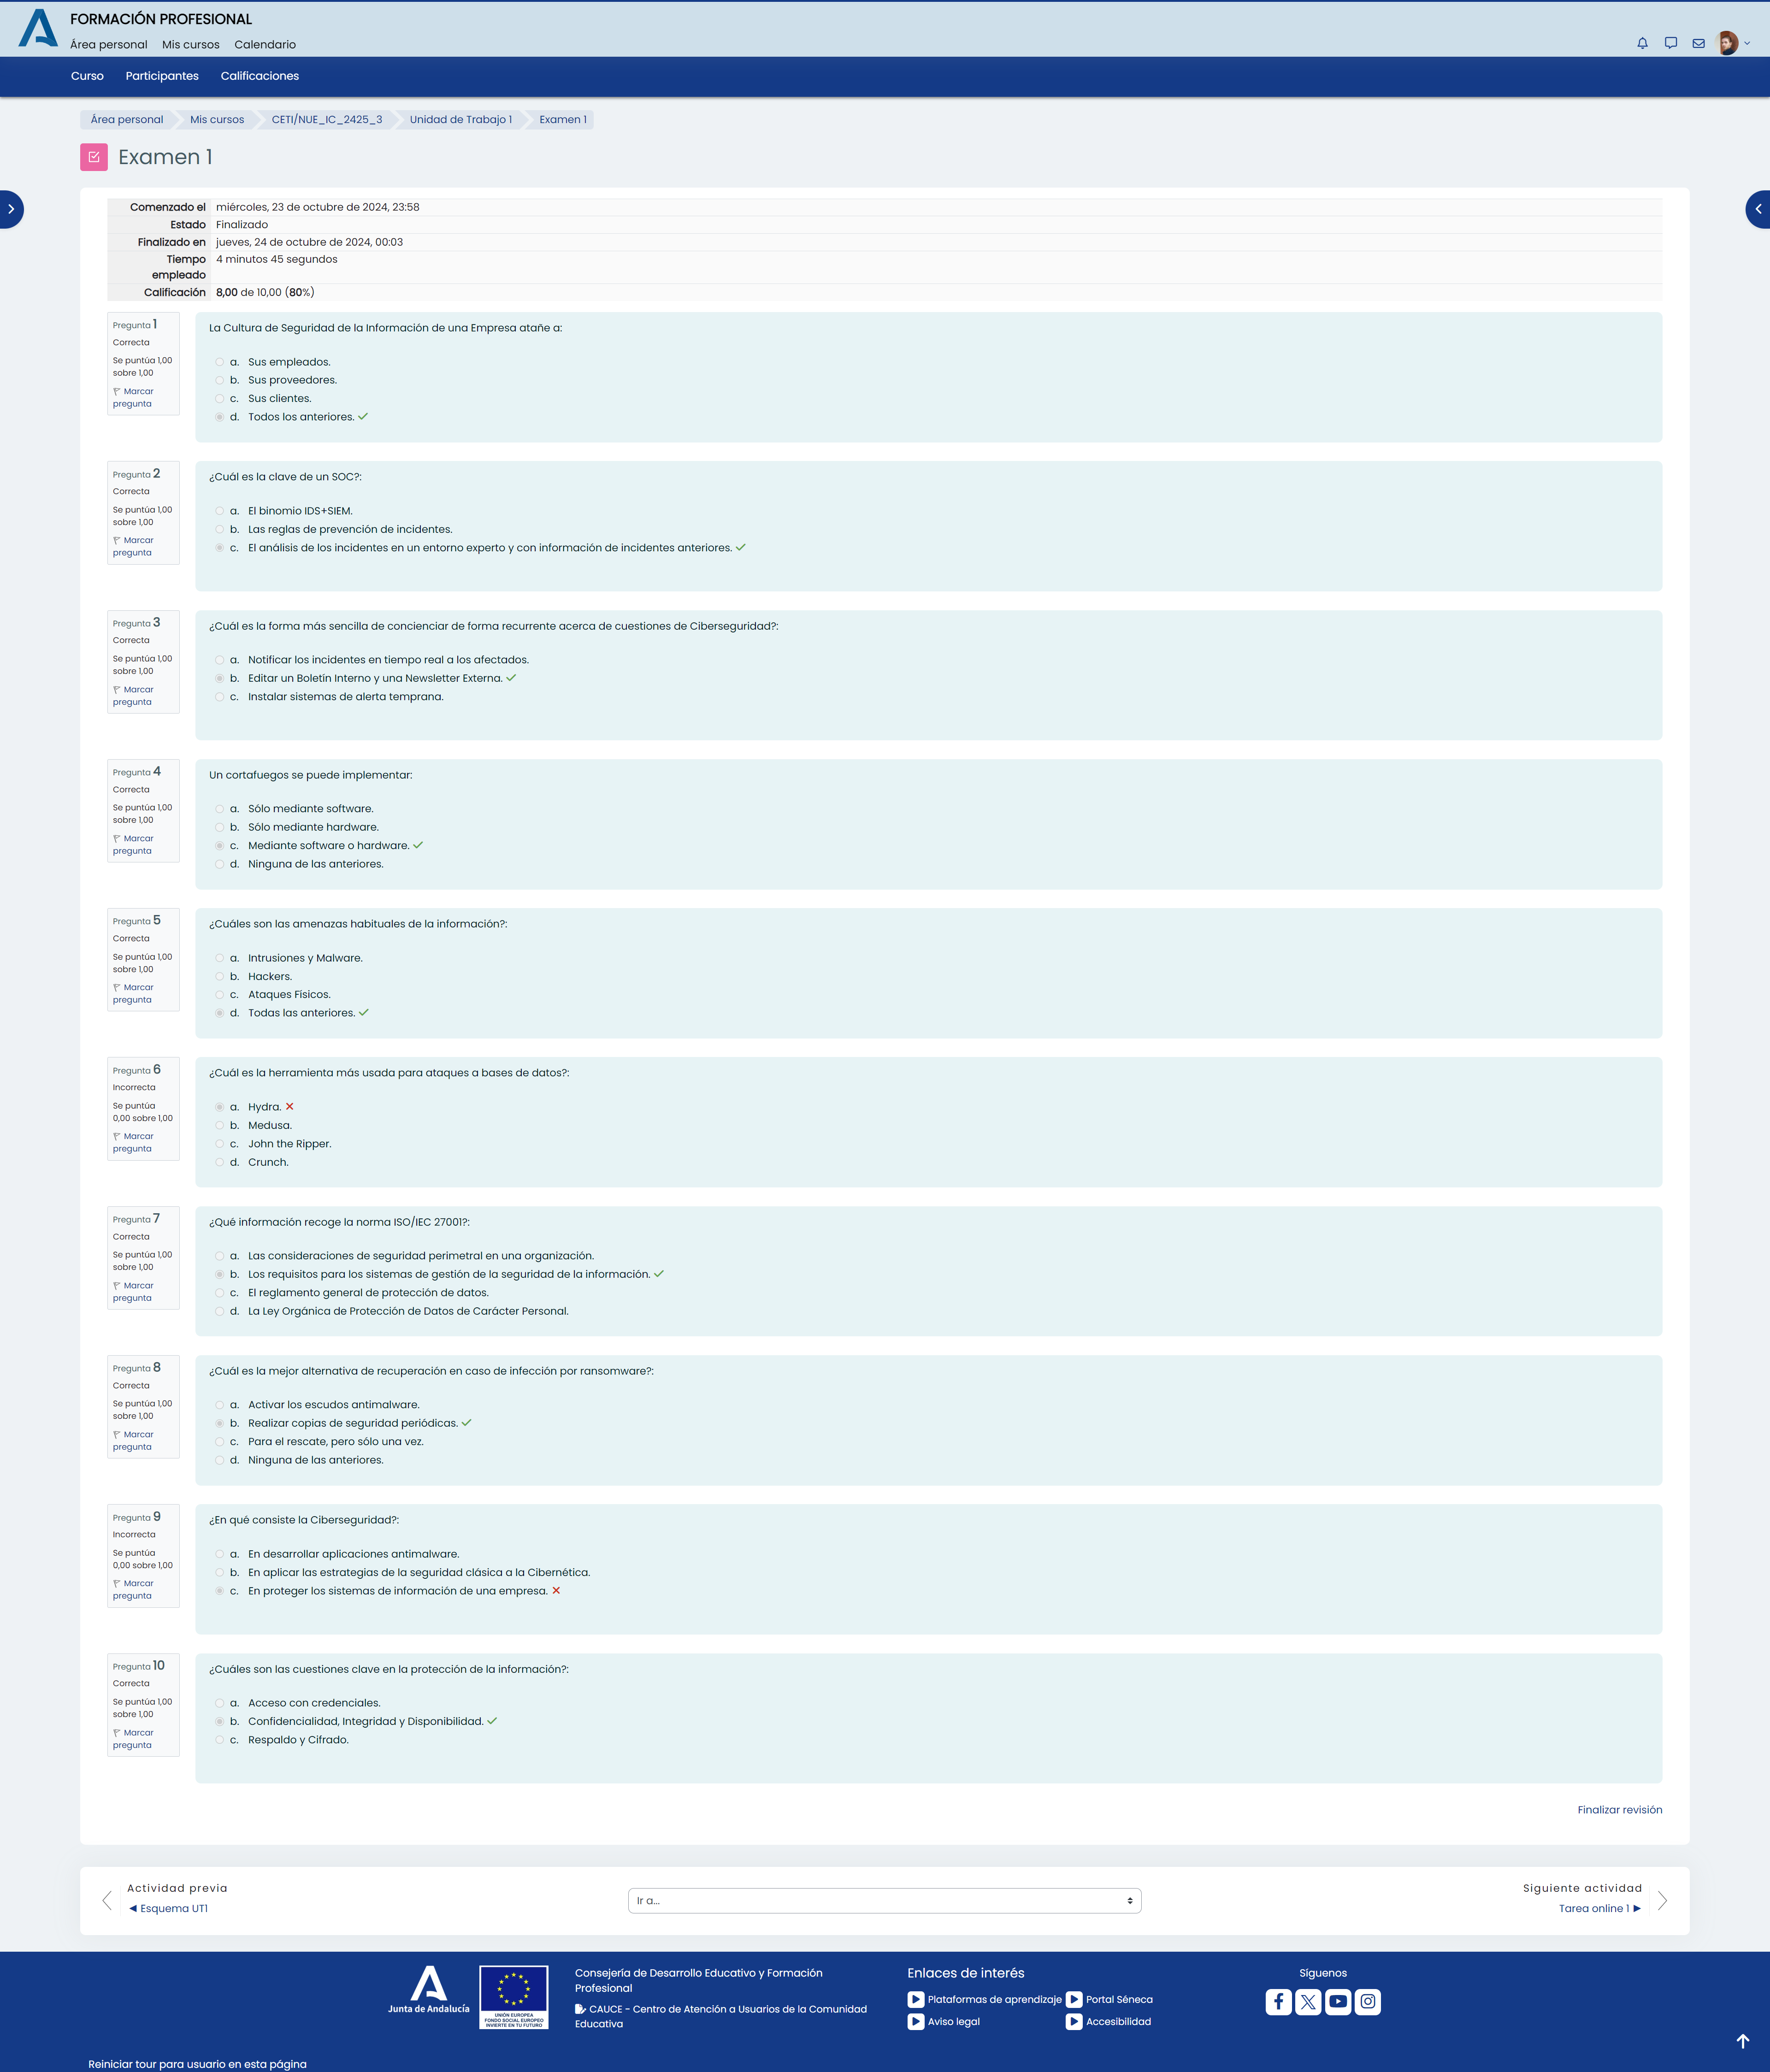 FORMACIÓN PROFESIONAL
Área personal Mis cursos Calendario
Curso Participantes Calificaciones
Área personal Mis cursos CETI/NUE_IC_2425_3 Unidad de Trabajo 1 Examen 1
Examen 1
Comenzado el miércoles, 23 de octubre de 2024, 23:58
Estado Finalizado
Finalizado en jueves, 24 de octubre de 2024, 00:03
Tiempo empleado 4 minutos 45 segundos
Calificación 8,00 de 10,00 (80%)
Pregunta 1
Correcta
Se puntúa 1,00
sobre 1,00
Marcar
pregunta
La Cultura de Seguridad de la Información de una Empresa atañe a:
a. Sus empleados.
b. Sus proveedores.
c. Sus clientes.
d. Todos los anteriores.
Pregunta 2
Correcta
Se puntúa 1,00
sobre 1,00
Marcar
pregunta
¿Cuál es la clave de un SOC?:
a. El binomio IDS+SIEM.
b. Las reglas de prevención de incidentes.
c. El análisis de los incidentes en un entorno experto y con información de incidentes anteriores.
Pregunta 3
Correcta
Se puntúa 1,00
sobre 1,00
Marcar
pregunta
¿Cuál es la forma más sencilla de concienciar de forma recurrente acerca de cuestiones de Ciberseguridad?:
a. Notificar los incidentes en tiempo real a los afectados.
b. Editar un Boletín Interno y una Newsletter Externa.
c. Instalar sistemas de alerta temprana.
Pregunta 4
Correcta
Se puntúa 1,00
sobre 1,00
Marcar
pregunta
Un cortafuegos se puede implementar:
a. Sólo mediante software.
b. Sólo mediante hardware.
c. Mediante software o hardware.
d. Ninguna de las anteriores.
Pregunta 5
Correcta
Se puntúa 1,00
sobre 1,00
Marcar
pregunta
¿Cuáles son las amenazas habituales de la información?:
a. Intrusiones y Malware.
b. Hackers.
c. Ataques Físicos.
d. Todas las anteriores.
Pregunta 6
Incorrecta
Se puntúa
0,00 sobre 1,00
Marcar
pregunta
¿Cuál es la herramienta más usada para ataques a bases de datos?:
a. Hydra.
b. Medusa.
c. John the Ripper.
d. Crunch.
Pregunta 7
Correcta
Se puntúa 1,00
sobre 1,00
Marcar
pregunta
¿Qué información recoge la norma ISO/IEC 27001?:
a. Las consideraciones de seguridad perimetral en una organización.
b. Los requisitos para los sistemas de gestión de la seguridad de la información.
c. El reglamento general de protección de datos.
d. La Ley Orgánica de Protección de Datos de Carácter Personal.
Pregunta 8
Correcta
Se puntúa 1,00
sobre 1,00
Marcar
pregunta
¿Cuál es la mejor alternativa de recuperación en caso de infección por ransomware?:
a. Activar los escudos antimalware.
b. Realizar copias de seguridad periódicas.
c. Para el rescate, pero sólo una vez.
d. Ninguna de las anteriores.
Pregunta 9
Incorrecta
Se puntúa
0,00 sobre 1,00
Marcar
pregunta
¿En qué consiste la Ciberseguridad?:
a. En desarrollar aplicaciones antimalware.
b. En aplicar las estrategias de la seguridad clásica a la Cibernética.
c. En proteger los sistemas de información de una empresa.
Pregunta 10
Correcta
Se puntúa 1,00
sobre 1,00
Marcar
pregunta
¿Cuáles son las cuestiones clave en la protección de la información?:
a. Acceso con credenciales.
b. Confidencialidad, Integridad y Disponibilidad.
c. Respaldo y Cifrado.
Finalizar revisión
Actividad previa
◄ Esquema UT1
Ir a...
Siguiente actividad
Tarea online 1 ►
Junta de Andalucía
UNIÓN EUROPEA
FONDO SOCIAL EUROPEO
INVIERTE EN TU FUTURO
Consejería de Desarrollo Educativo y Formación
Profesional
CAUCE - Centro de Atención a Usuarios de la Comunidad
Educativa
Enlaces de interés
Plataformas de aprendizaje Portal Séneca
Aviso legal Accesibilidad
Síguenos
Reiniciar tour para usuario en esta página